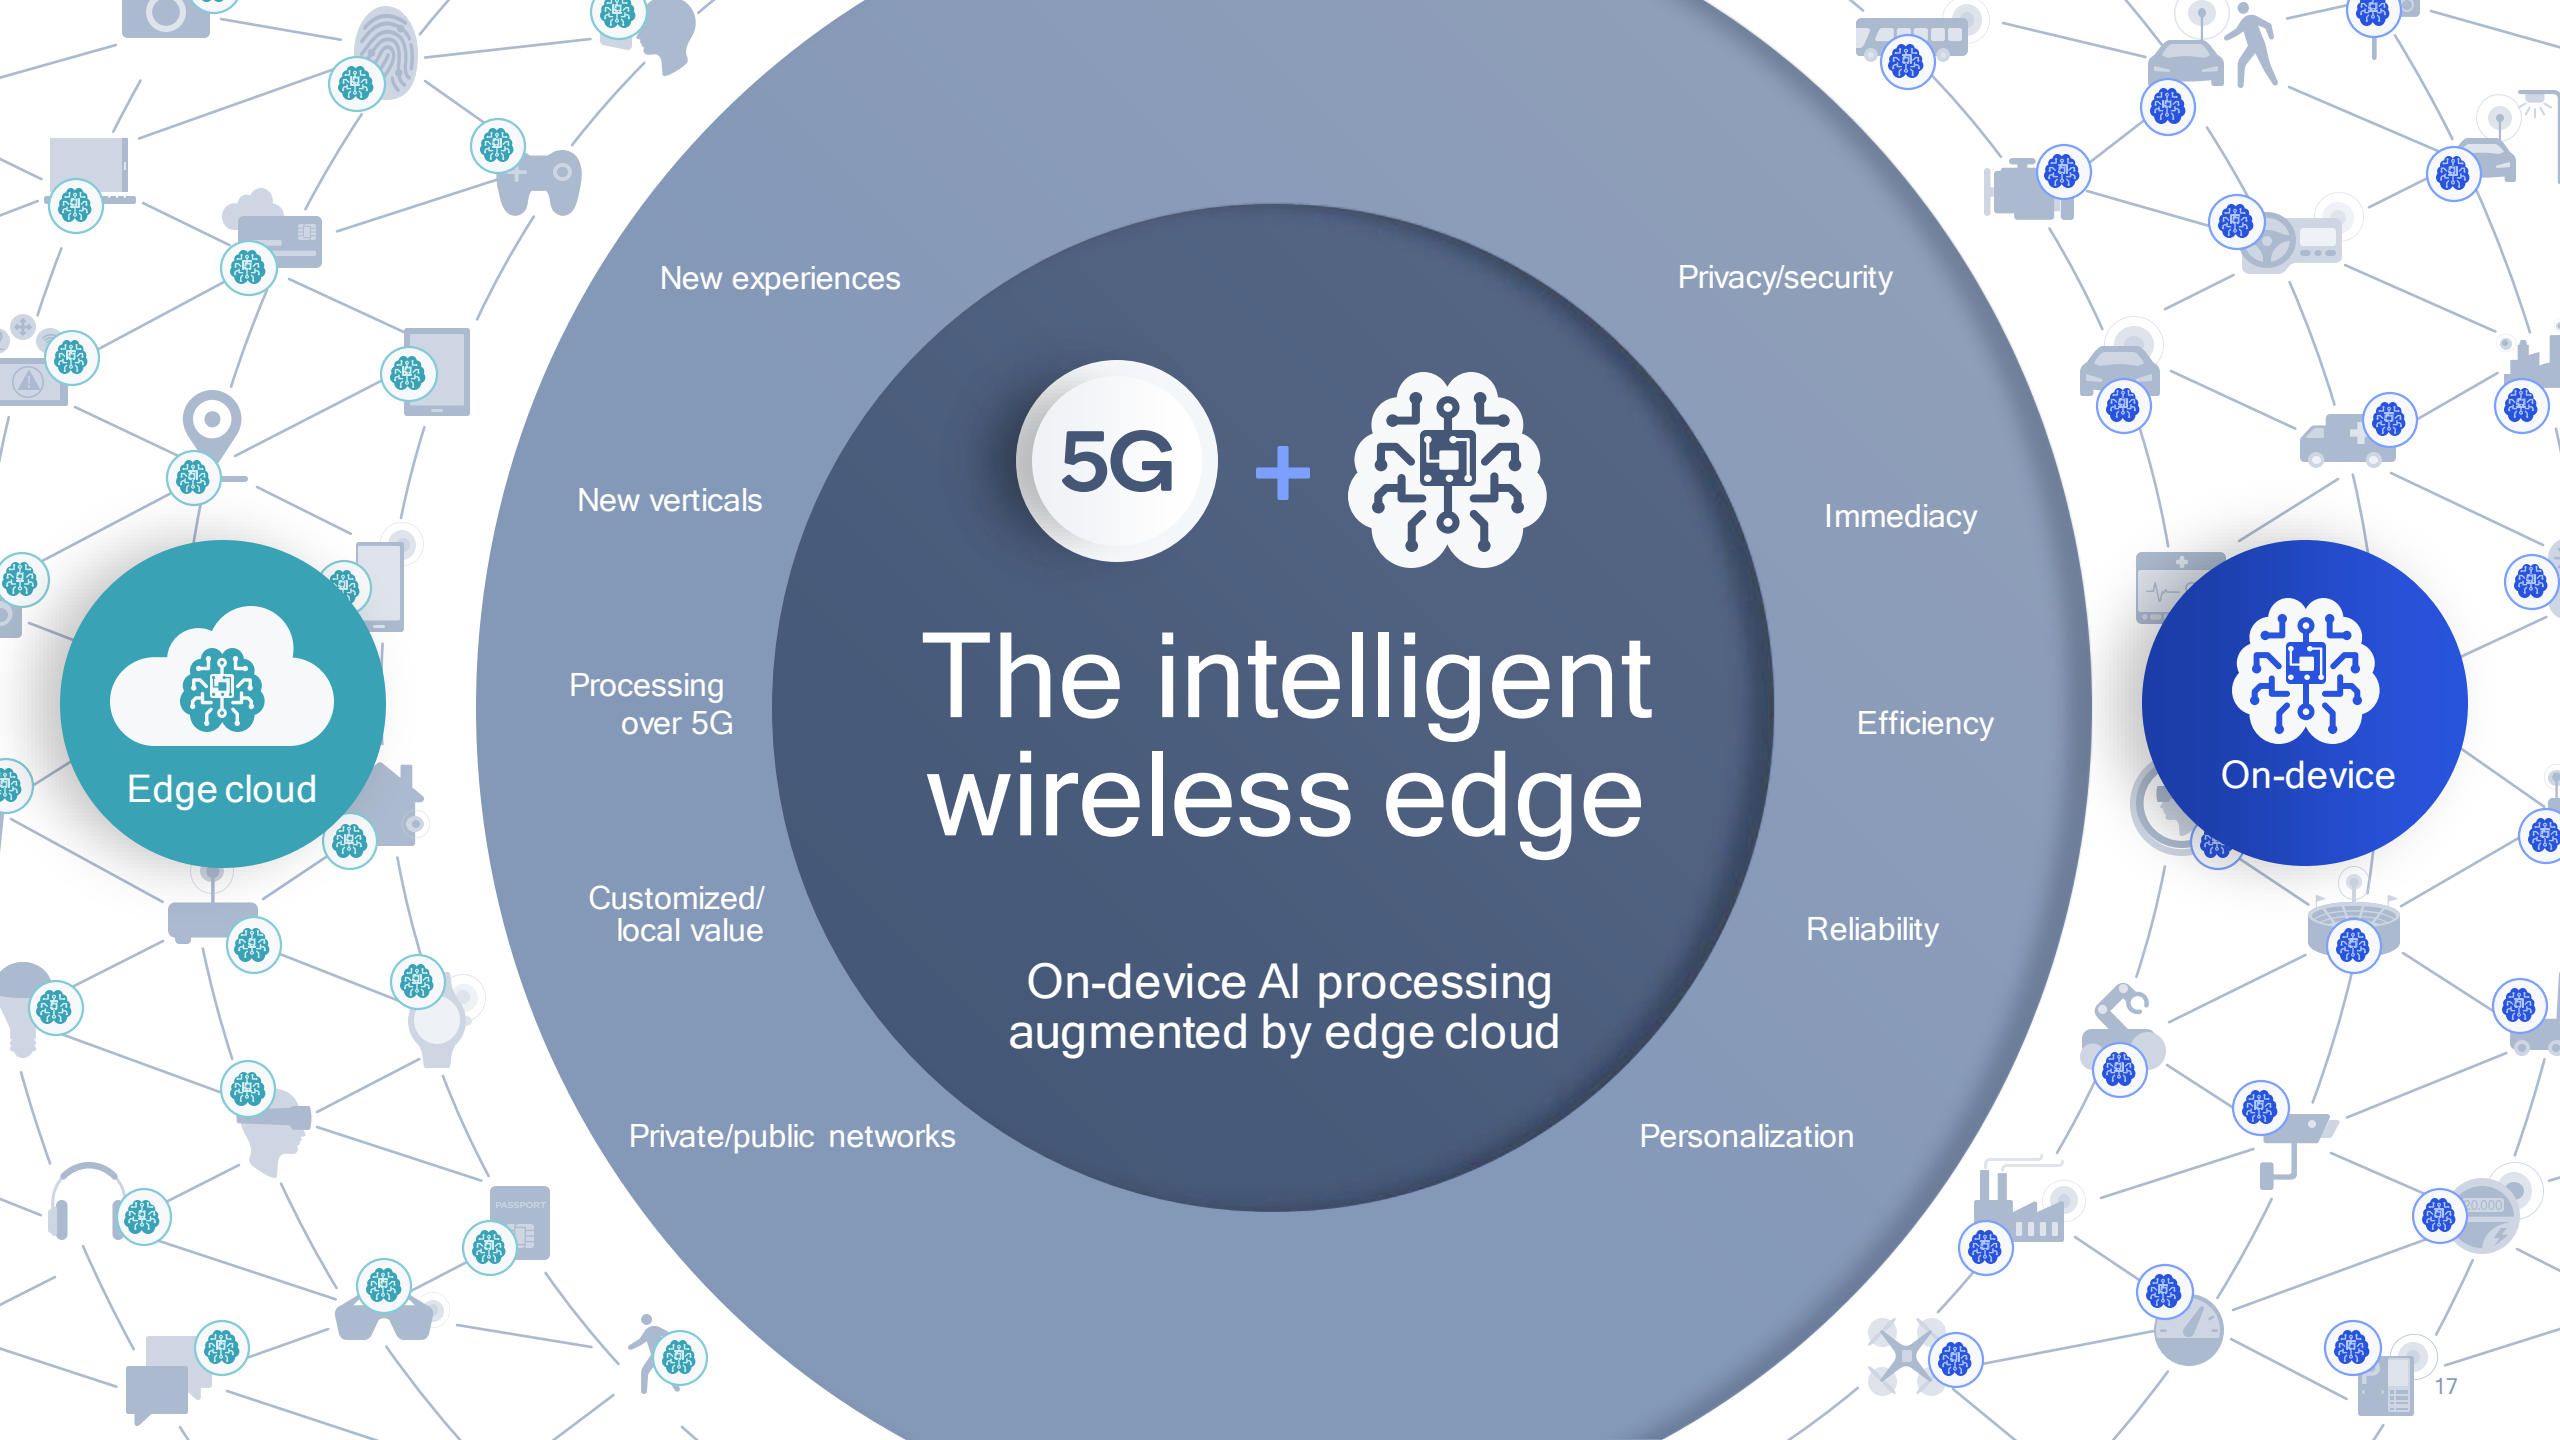 New experiences
New verticals
Processing
over 5G
Customized/
local value
Private/public networks
Edge cloud
5G
+
The intelligent
wireless edge
On-device AI processing
augmented by edge cloud
Privacy/security
Immediacy
Efficiency
Reliability
Personalization
On-device
PASSPORT
20.000
17